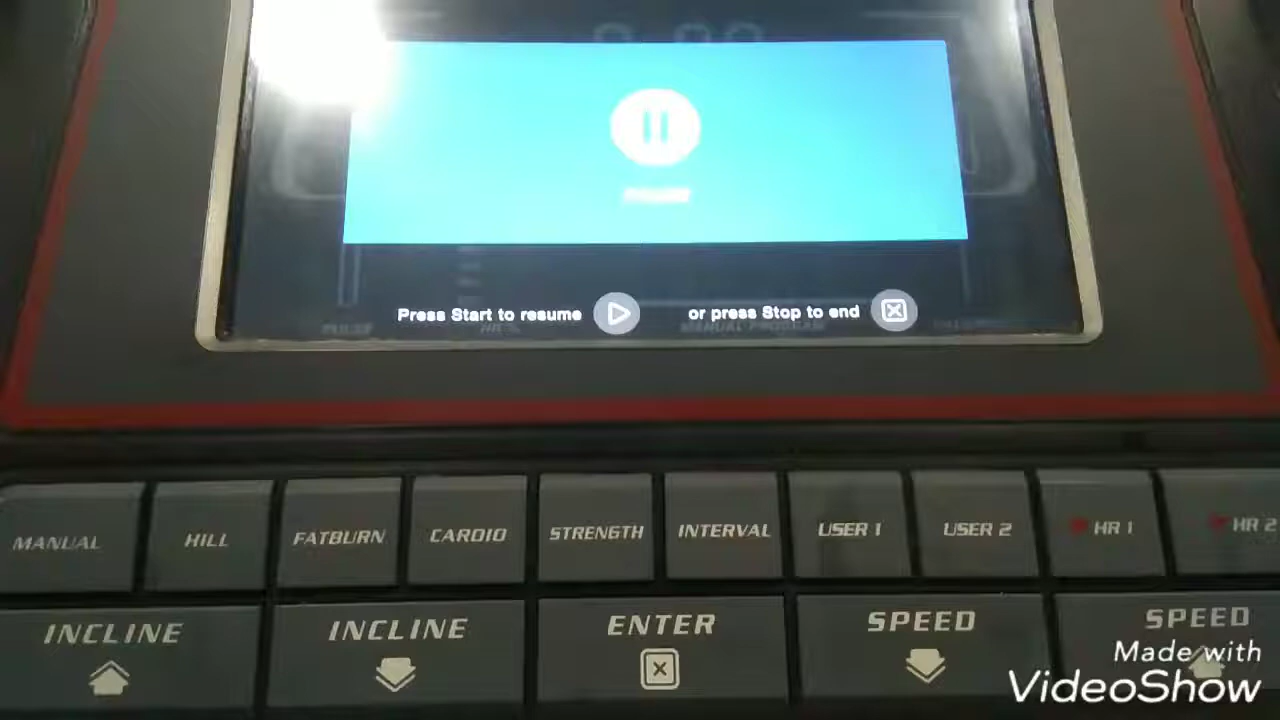 Press Start to resume or press Stop to end
MANUAL HILL FATBURN CARDIO STRENGTH INTERVAL USER 1 USER 2 HR 1 HR 2
INCLINE INCLINE ENTER SPEED SPEED
Made with
VideoShow